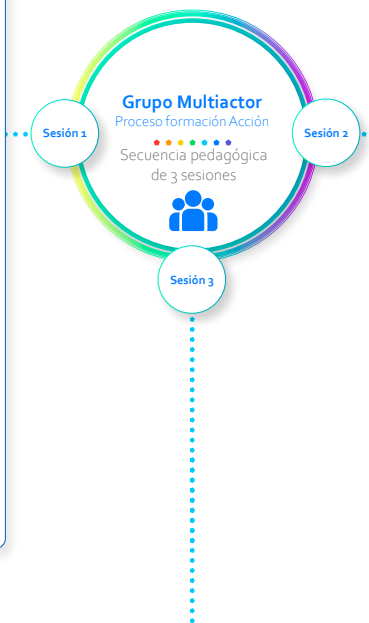 Grupo Multiactor
Proceso formación Acción
Sesión 1
Sesión 2
Secuencia pedagógica
de 3 sesiones
Sesión 3